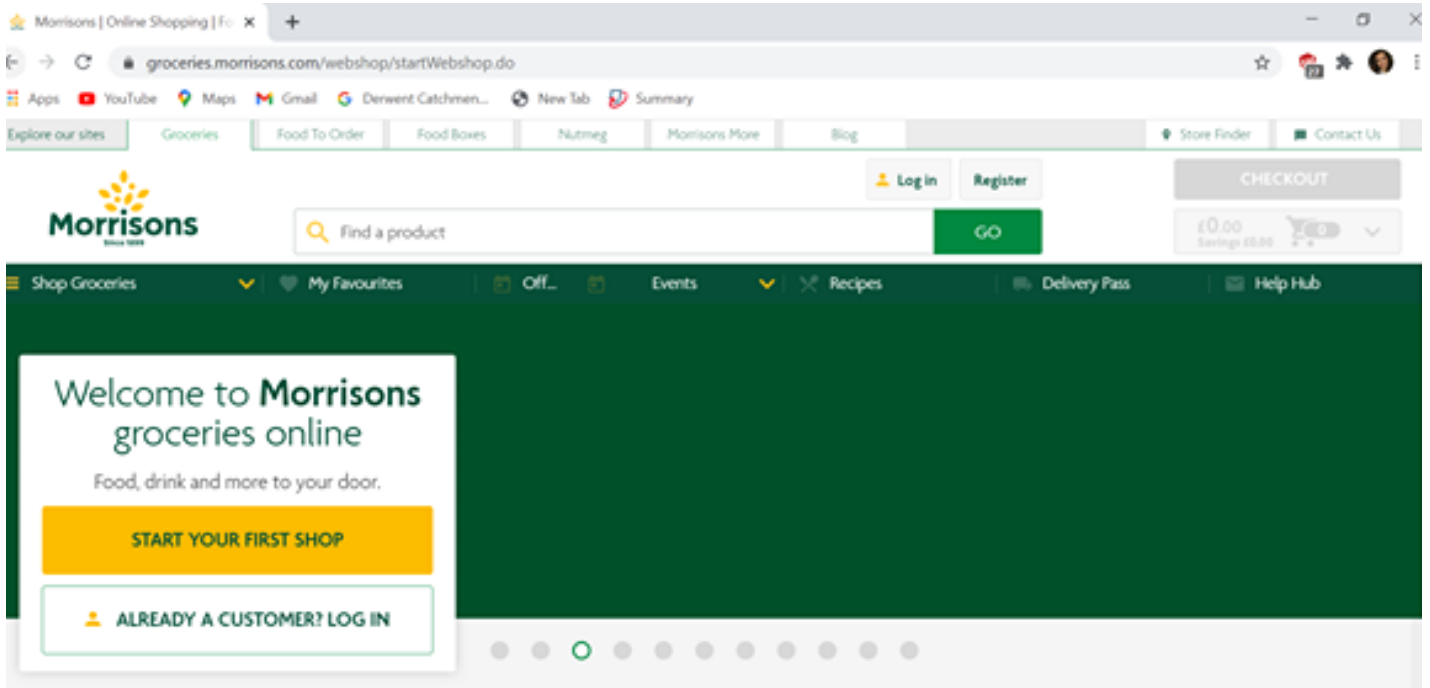 Morrisons | Online Shopping | Fo
groceries.morrisons.com/webshop/startWebshop.do
Apps YouTube Maps Gmail Derwent Catchmen... New Tab Summary
Explore our sites Groceries Food To Order Food Boxes Nutmeg Morrisons More Blog Store Finder Contact Us
Log in Register CHECKOUT
Morrisons
Since 1899
Find a product GO £0.00 0
Savings £0.00
Shop Groceries My Favourites Off... Events Recipes Delivery Pass Help Hub
Welcome to Morrisons
groceries online
Food, drink and more to your door.
START YOUR FIRST SHOP
ALREADY A CUSTOMER? LOG IN